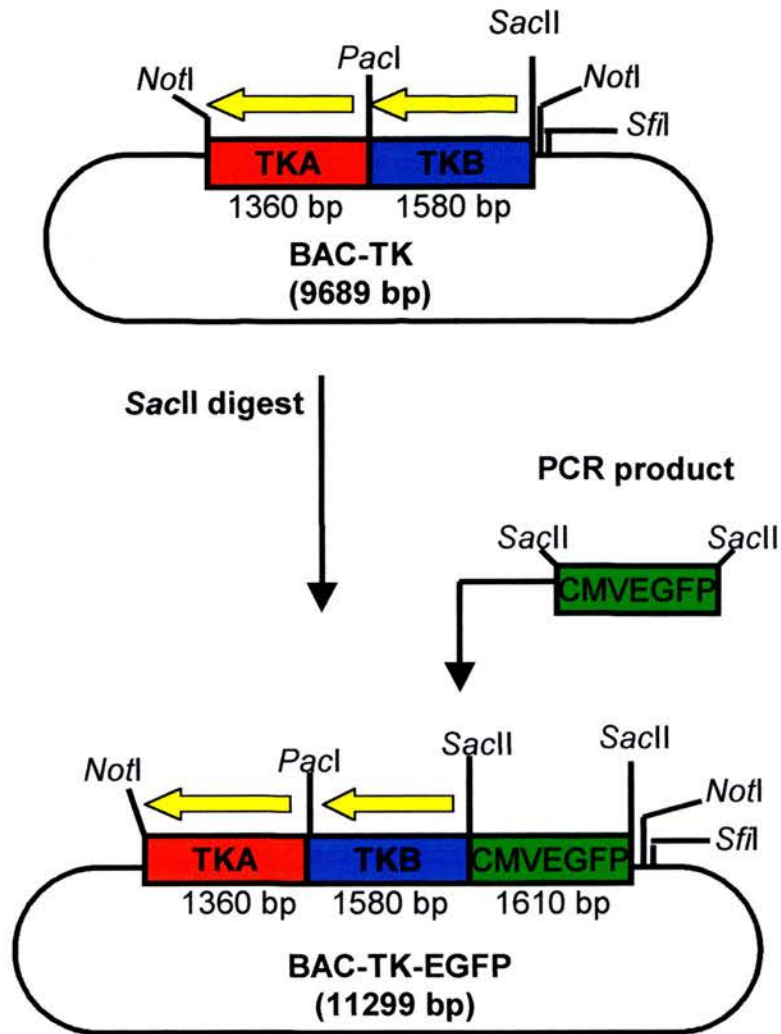 SacII
PacI
NotI
NotI
SfiI
TKA
TKB
1360 bp
1580 bp
BAC-TK
(9689 bp)
SacII digest
PCR product
SacII
SacII
CMVEGFP
SacII
SacII
PacI
NotI
NotI
SfiI
TKA
TKB
CMVEGFP
1360 bp
1580 bp
1610 bp
BAC-TK-EGFP
(11299 bp)